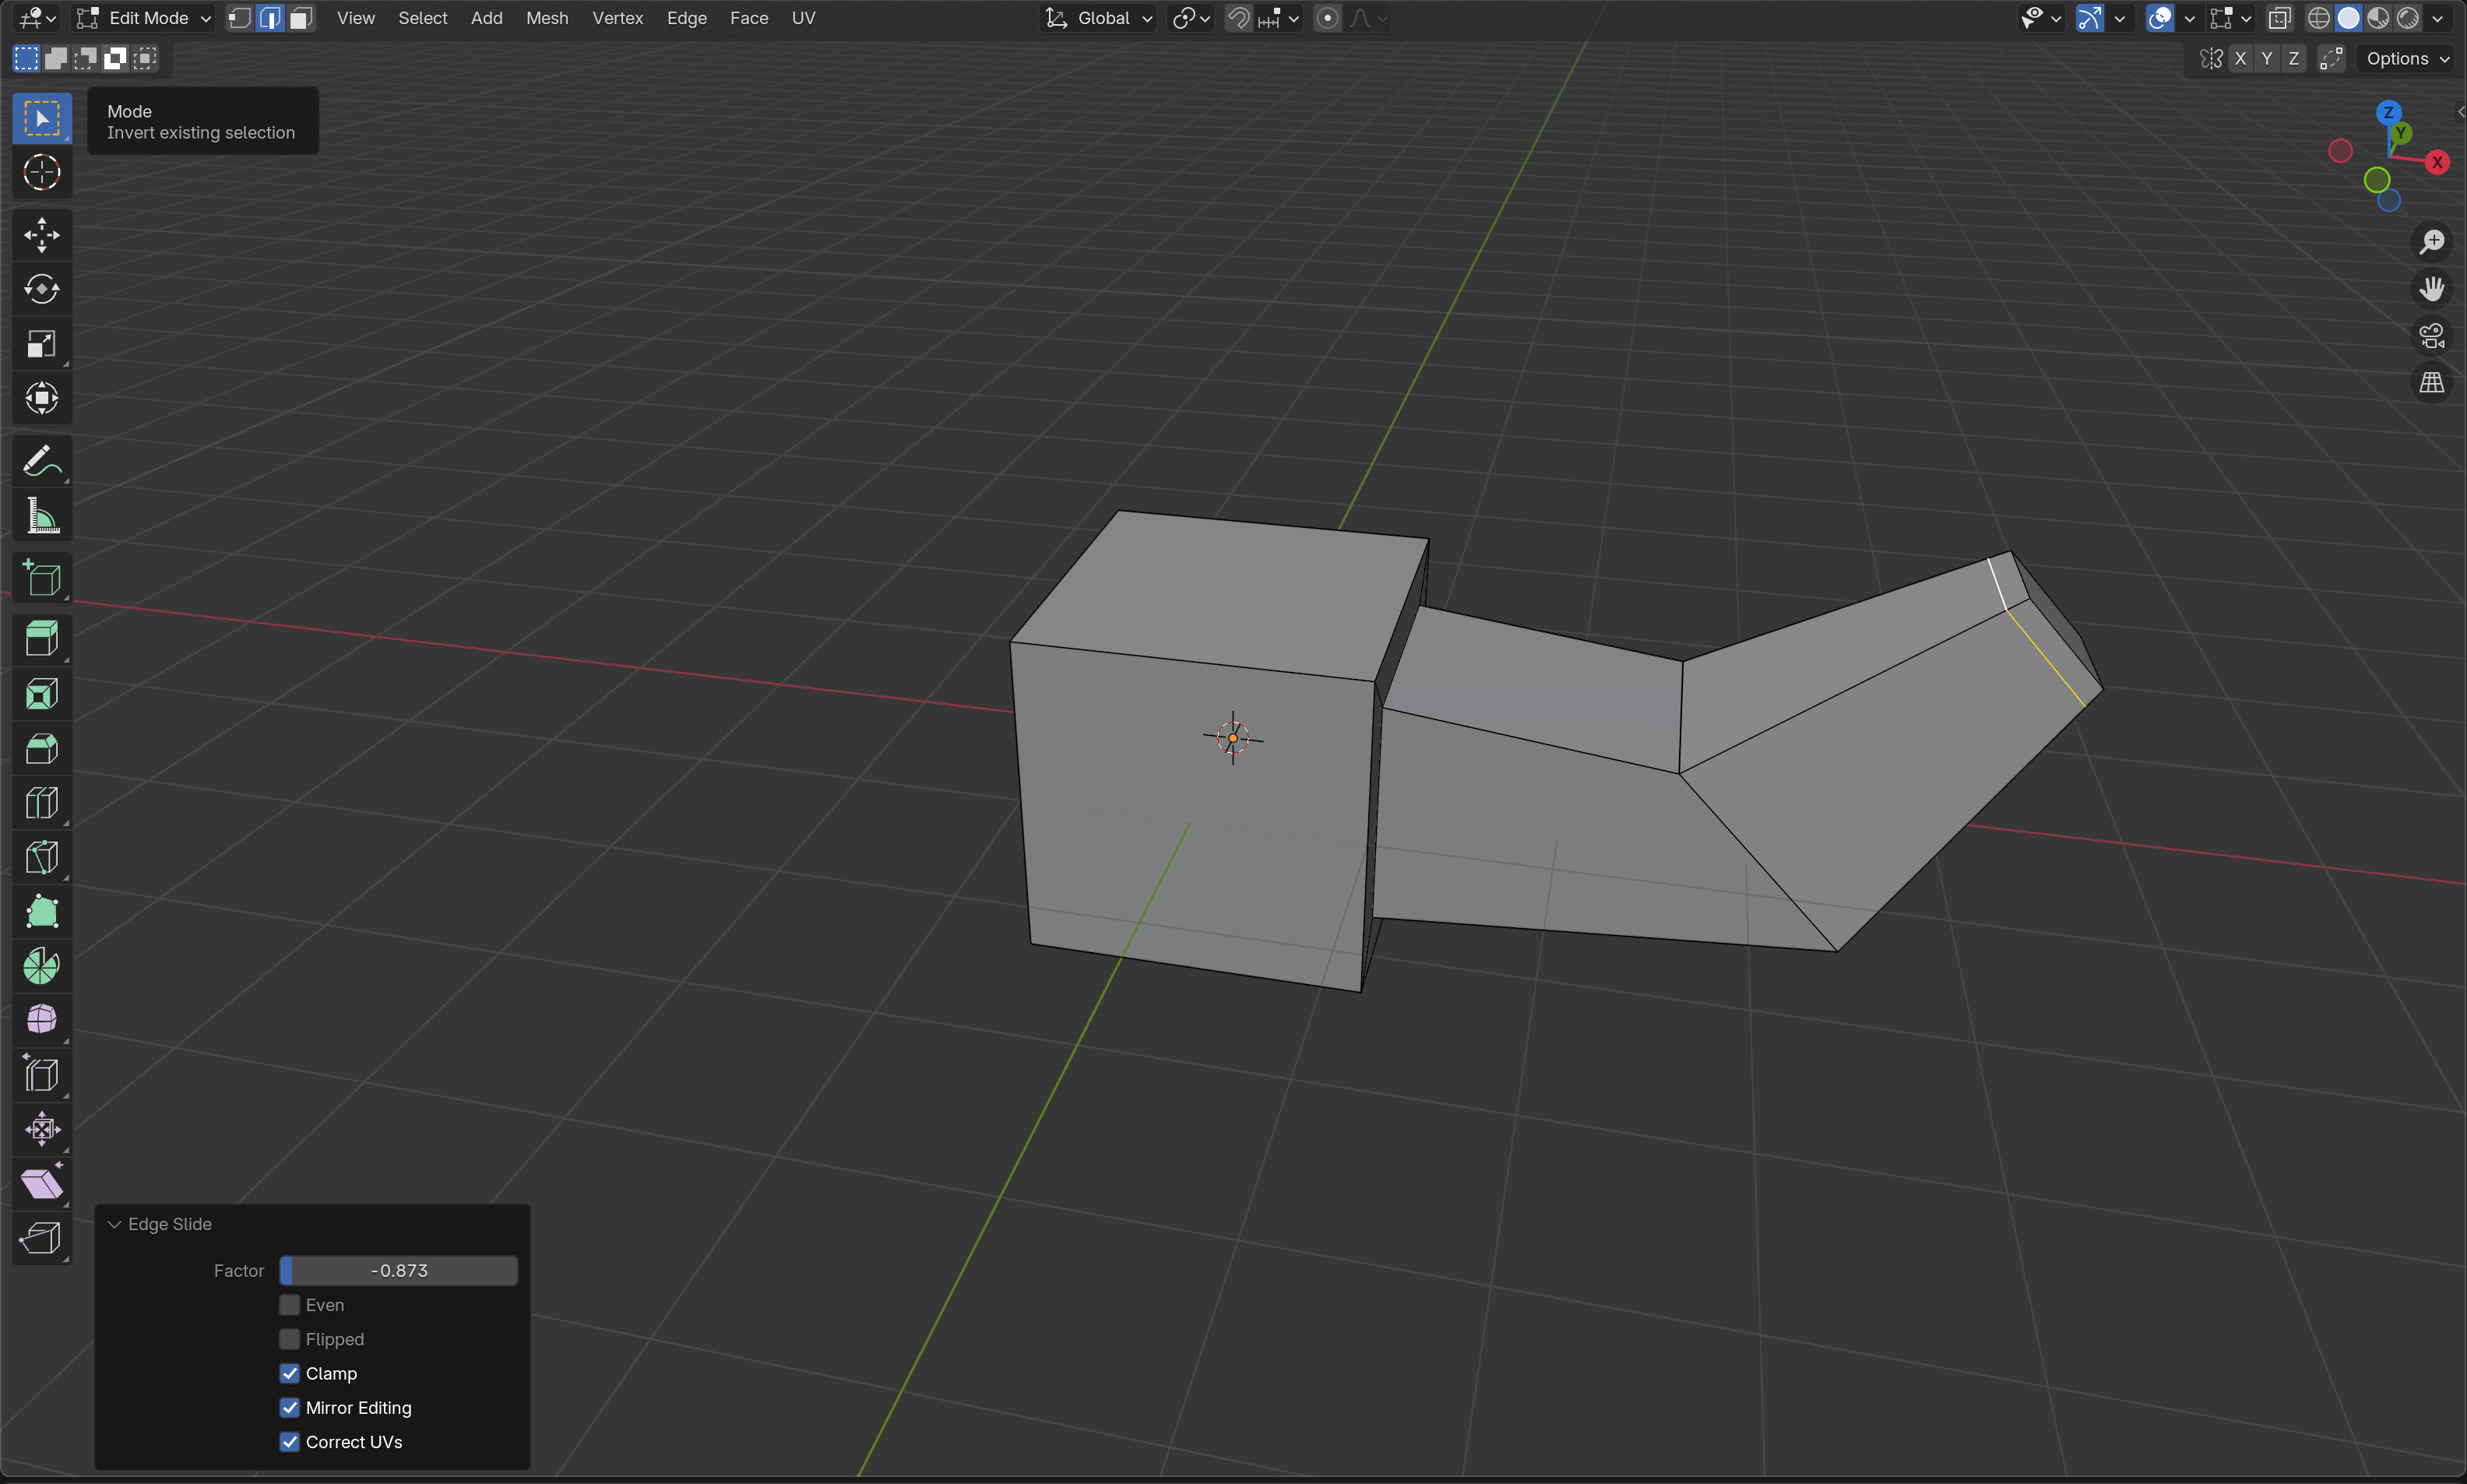 Edit Mode View Select Add Mesh Vertex Edge Face UV Global
X Y Z Options
Mode
Invert existing selection
Z
Y
X
Edge Slide
Factor -0.873
Even
Flipped
Clamp
Mirror Editing
Correct UVs